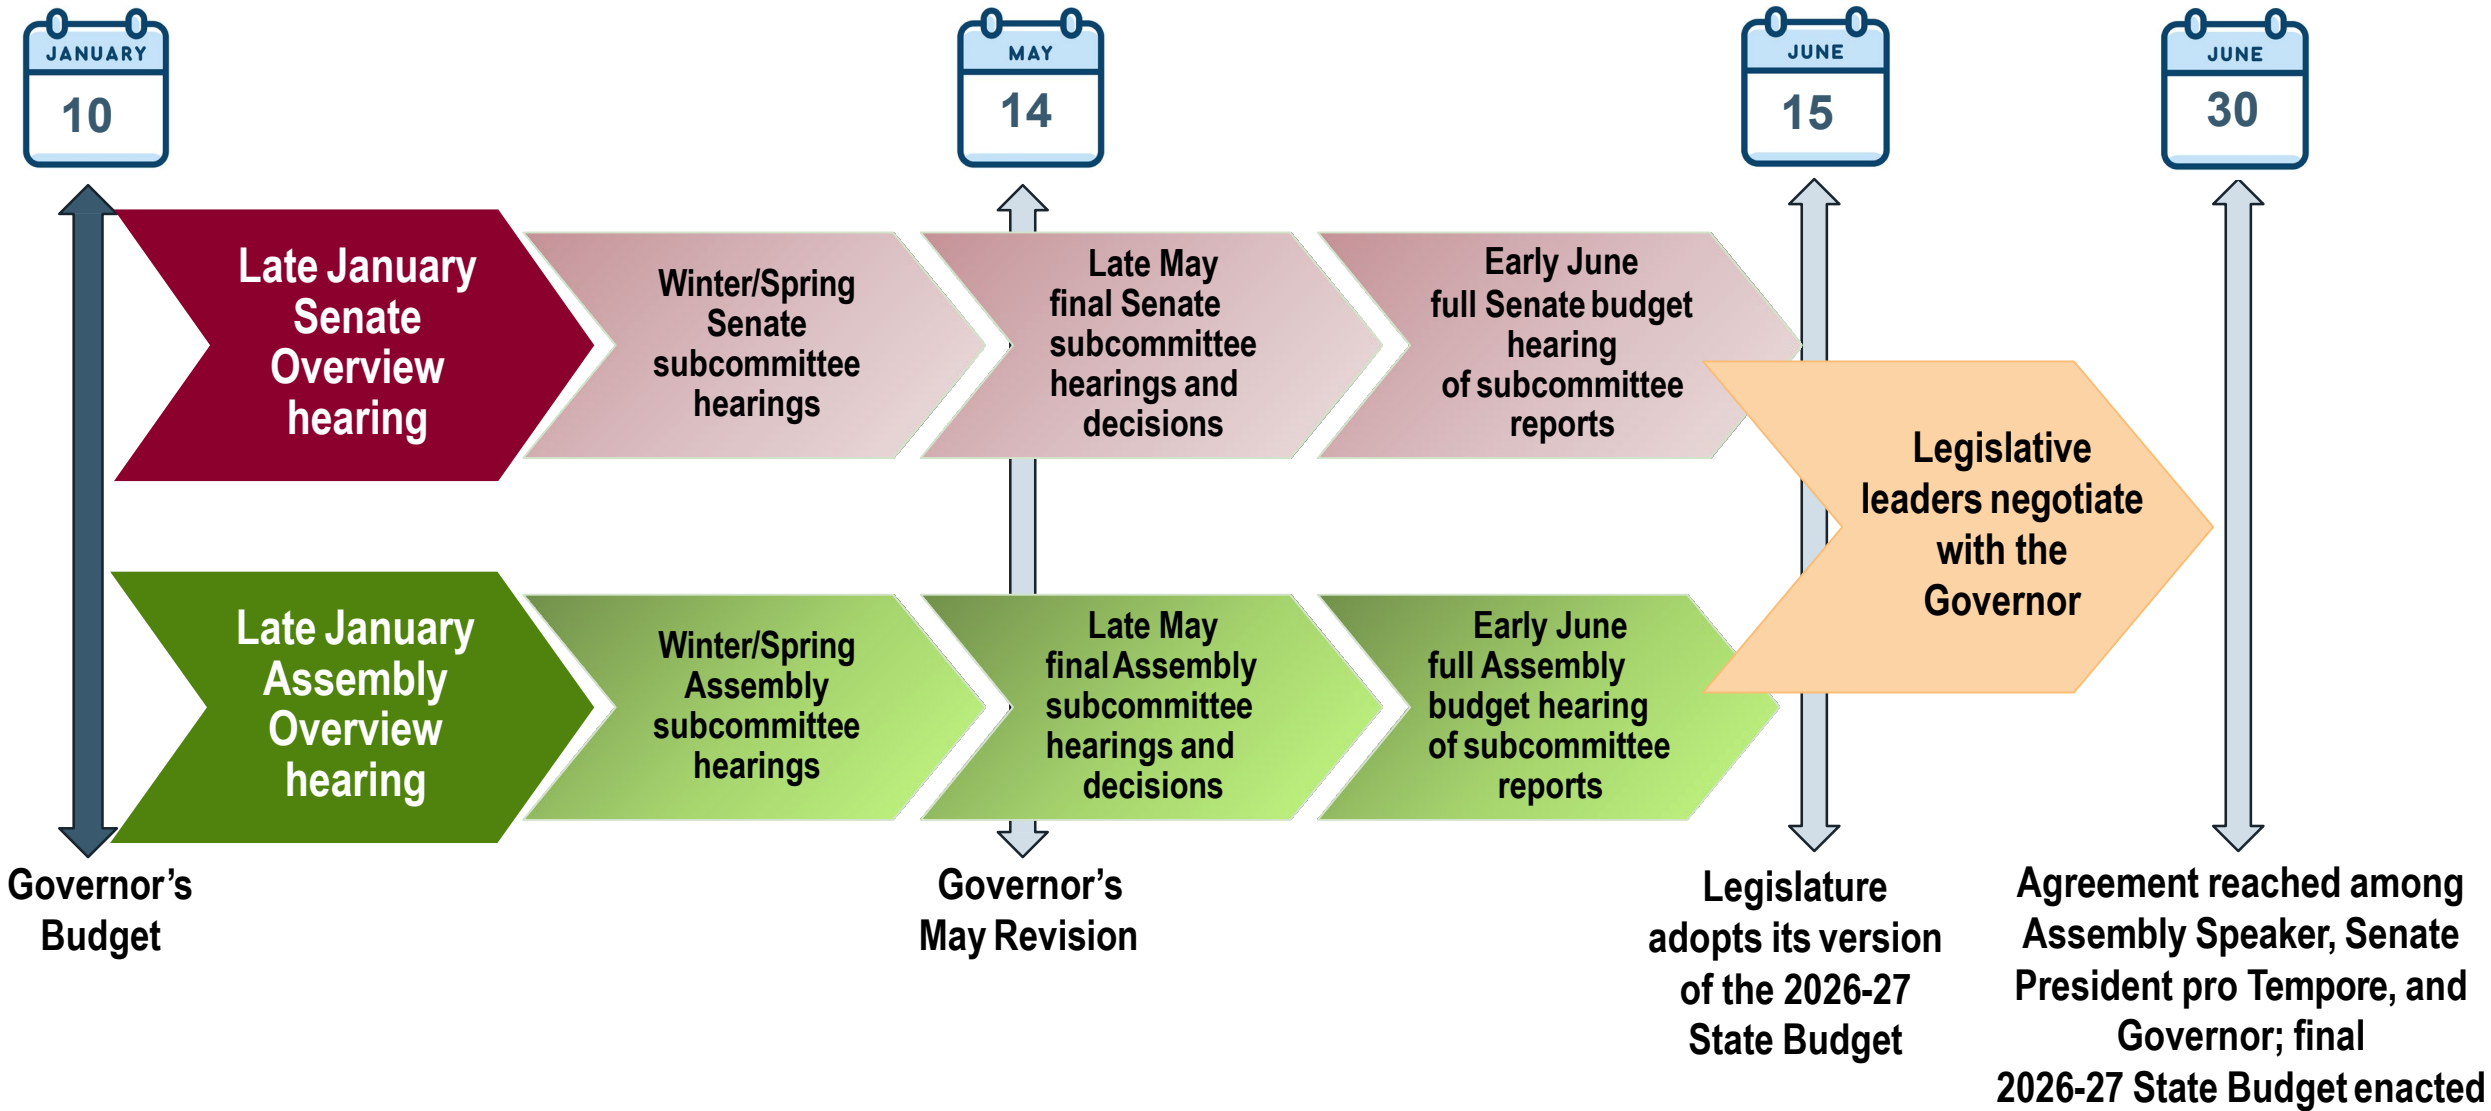 JANUARY
10
MAY
14
JUNE
15
JUNE
30
Late January
Senate
Overview
hearing
Winter/Spring
Senate
subcommittee
hearings
Late May
final Senate
subcommittee
hearings and
decisions
Early June
full Senate budget
hearing
of subcommittee
reports
Legislative
leaders negotiate
with the
Governor
Late January
Assembly
Overview
hearing
Winter/Spring
Assembly
subcommittee
hearings
Late May
final Assembly
subcommittee
hearings and
decisions
Early June
full Assembly
budget hearing
of subcommittee
reports
Governor’s
Budget
Governor’s
May Revision
Legislature
adopts its version
of the 2026-27
State Budget
Agreement reached among
Assembly Speaker, Senate
President pro Tempore, and
Governor; final
2026-27 State Budget enacted